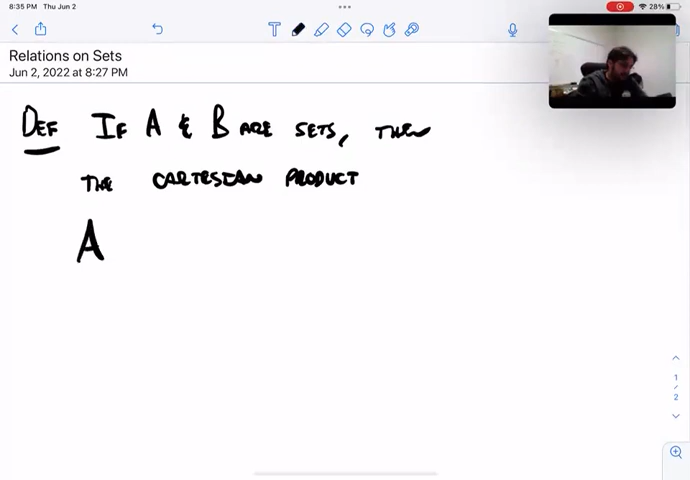 8:35 PM Thu Jun 2
28%
Relations on Sets
Jun 2, 2022 at 8:27 PM
DEF IF A & B ARE SETS, THEN
THE CARTESIAN PRODUCT
A
1
/
2